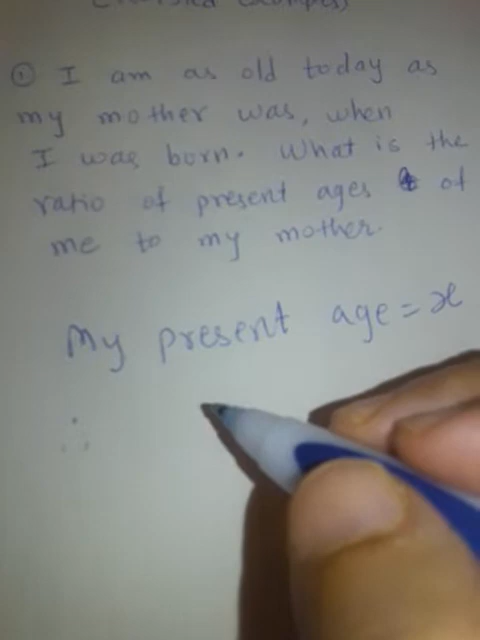 ① I am as old today as
my mother was, when
I was born. What is the
ratio of present ages of
me to my mother.
My present age = x
∴